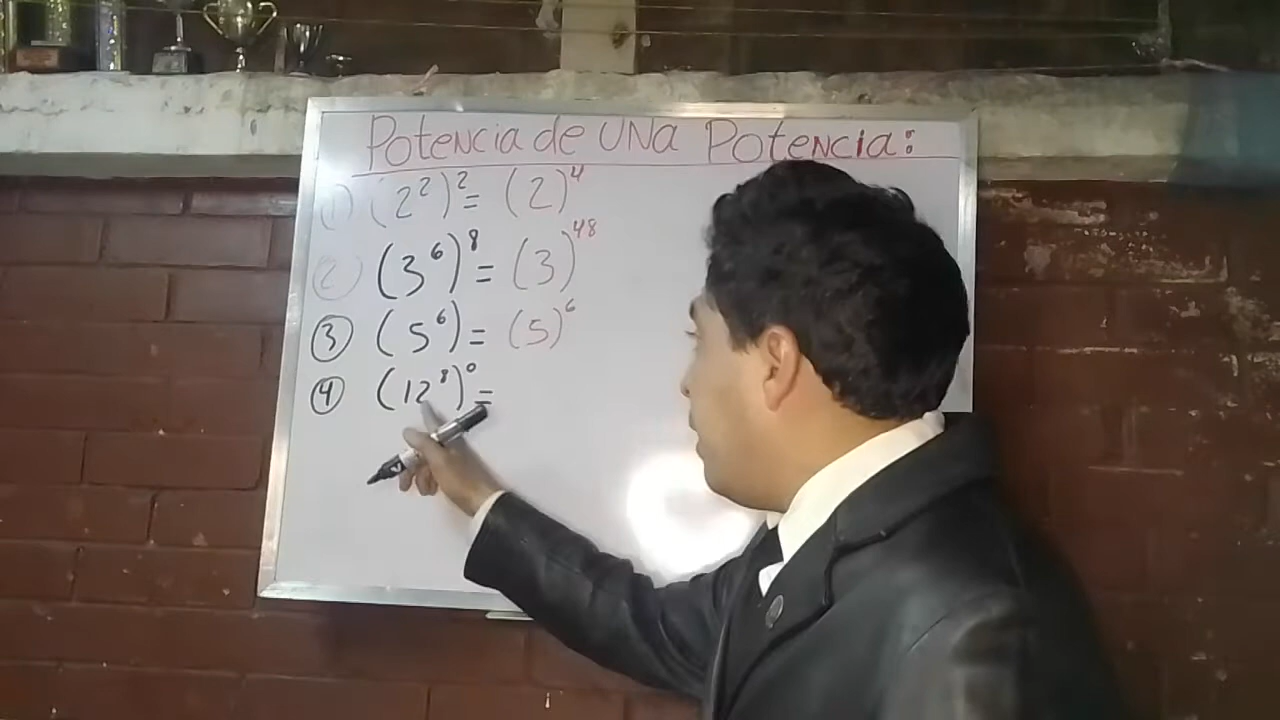 Potencia de UNA Potencia:
(1) (2²)² = (2)⁴
(2) (3⁶)⁸ = (3)⁴⁸
(3) (5⁶) = (5)⁶
(4) (12⁸)⁰ =